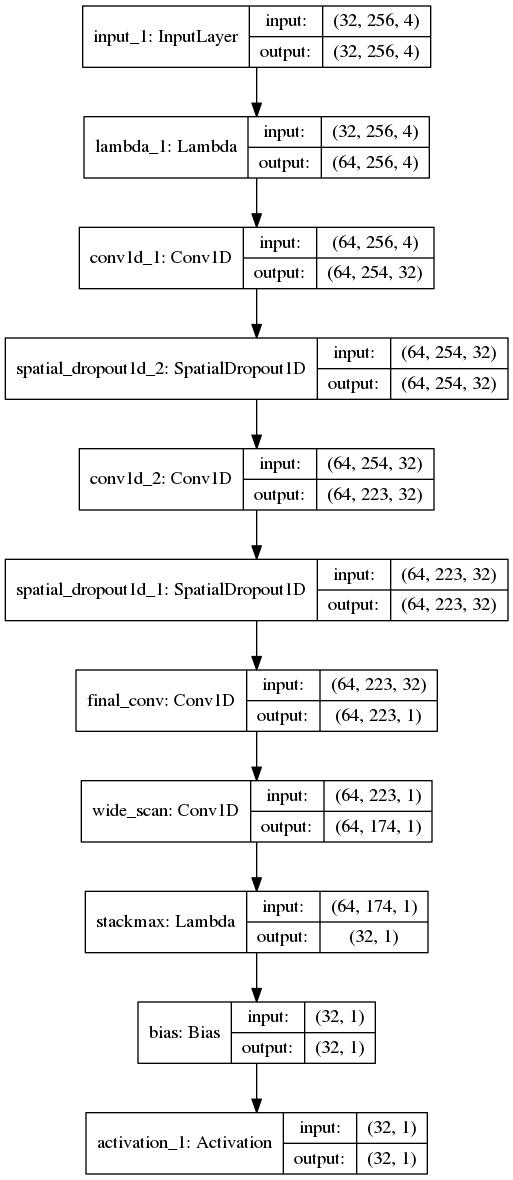 input_1: InputLayer
input: (32, 256, 4)
output: (32, 256, 4)
lambda_1: Lambda
input: (32, 256, 4)
output: (64, 256, 4)
conv1d_1: Conv1D
input: (64, 256, 4)
output: (64, 254, 32)
spatial_dropout1d_2: SpatialDropout1D
input: (64, 254, 32)
output: (64, 254, 32)
conv1d_2: Conv1D
input: (64, 254, 32)
output: (64, 223, 32)
spatial_dropout1d_1: SpatialDropout1D
input: (64, 223, 32)
output: (64, 223, 32)
final_conv: Conv1D
input: (64, 223, 32)
output: (64, 223, 1)
wide_scan: Conv1D
input: (64, 223, 1)
output: (64, 174, 1)
stackmax: Lambda
input: (64, 174, 1)
output: (32, 1)
bias: Bias
input: (32, 1)
output: (32, 1)
activation_1: Activation
input: (32, 1)
output: (32, 1)